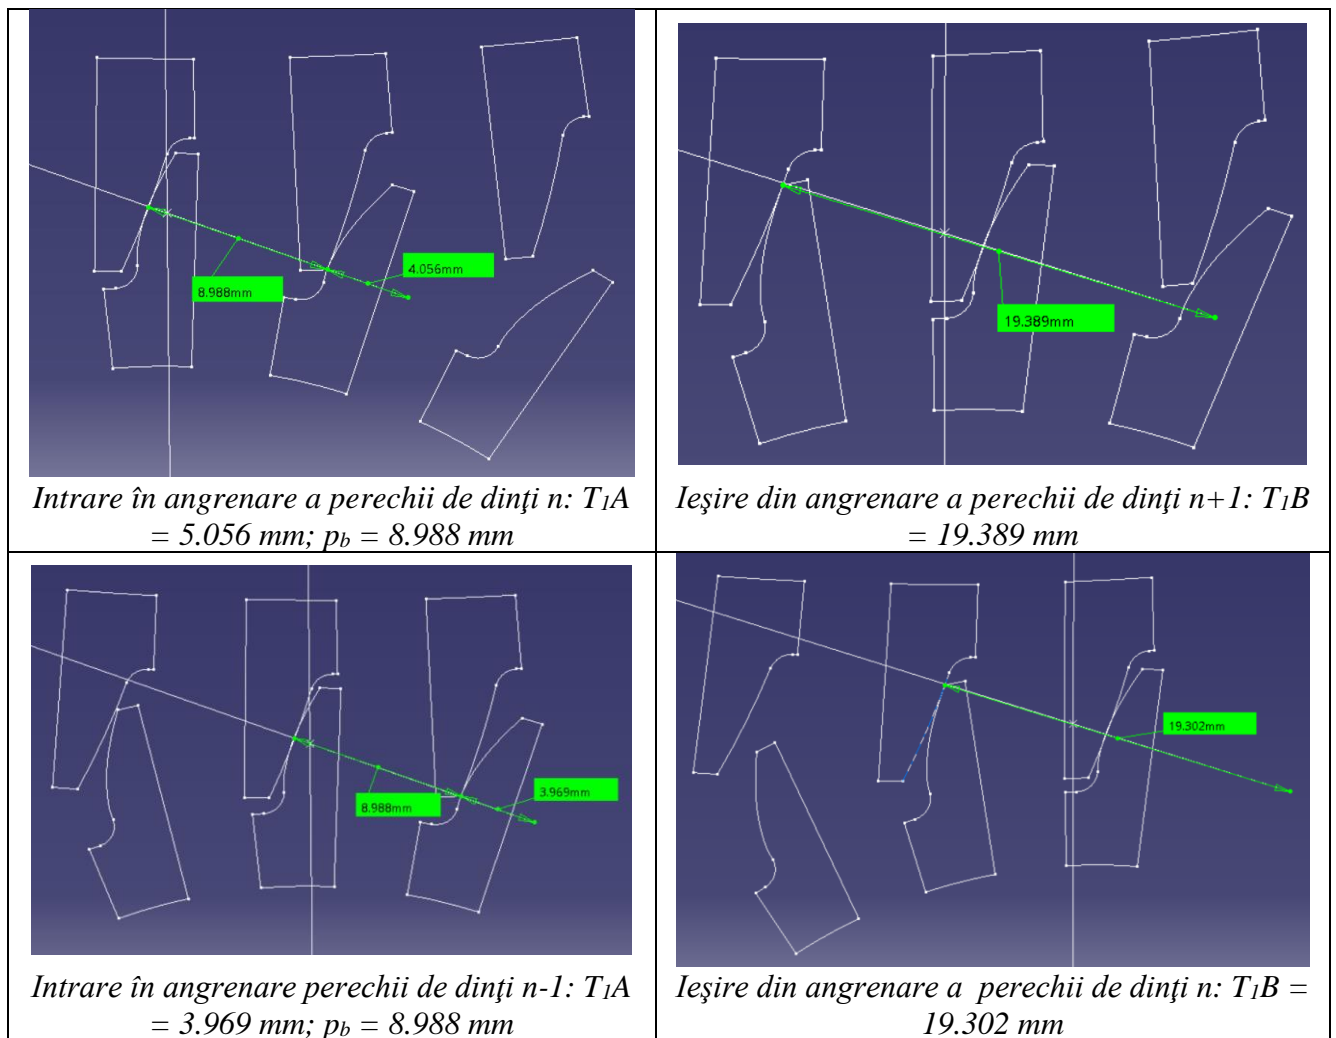 8.988mm
4.056mm
19.389mm
Intrare în angrenare a perechii de dinţi n: T1A
= 5.056 mm; pb = 8.988 mm
Ieşire din angrenare a perechii de dinţi n+1: T1B
= 19.389 mm
8.988mm
3.969mm
19.302mm
Intrare în angrenare perechii de dinţi n-1: T1A
= 3.969 mm; pb = 8.988 mm
Ieşire din angrenare a perechii de dinţi n: T1B =
19.302 mm